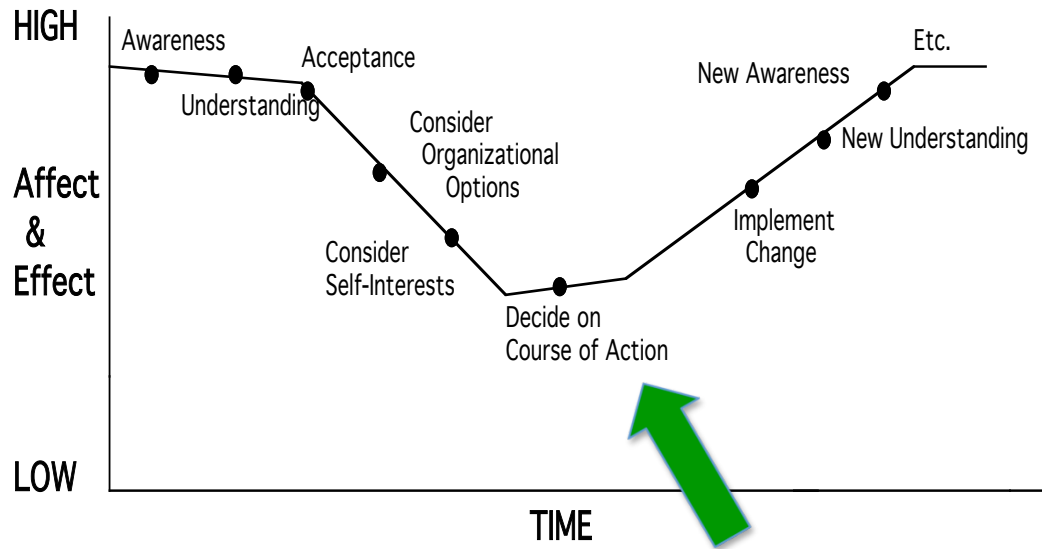 HIGH
Awareness
Etc.
Acceptance
New Awareness
Understanding
Consider
Organizational
Options
New Understanding
Affect
&
Effect
Implement
Change
Consider
Self-Interests
Decide on
Course of Action
LOW
TIME